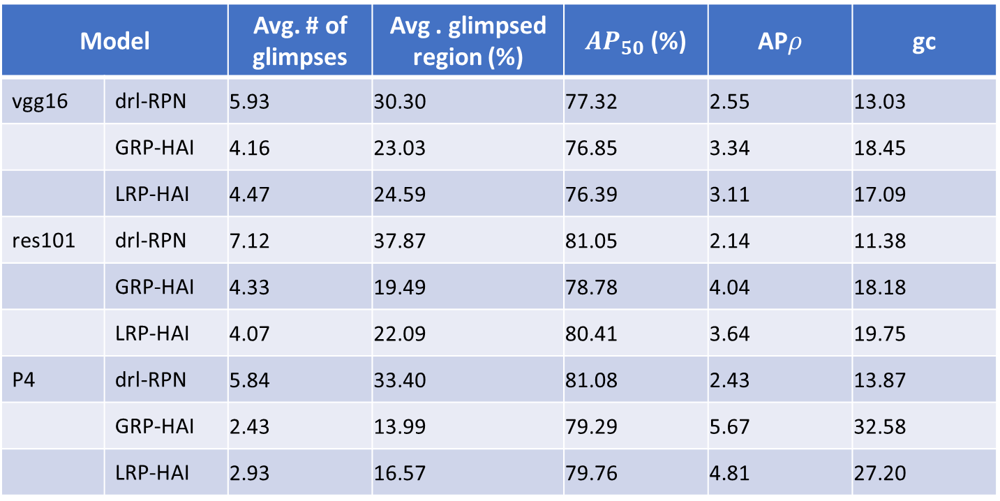 Model Avg. # of glimpses Avg . glimpsed region (%) AP50 (%) APρ gc
vgg16 drl-RPN 5.93 30.30 77.32 2.55 13.03
GRP-HAI 4.16 23.03 76.85 3.34 18.45
LRP-HAI 4.47 24.59 76.39 3.11 17.09
res101 drl-RPN 7.12 37.87 81.05 2.14 11.38
GRP-HAI 4.33 19.49 78.78 4.04 18.18
LRP-HAI 4.07 22.09 80.41 3.64 19.75
P4 drl-RPN 5.84 33.40 81.08 2.43 13.87
GRP-HAI 2.43 13.99 79.29 5.67 32.58
LRP-HAI 2.93 16.57 79.76 4.81 27.20